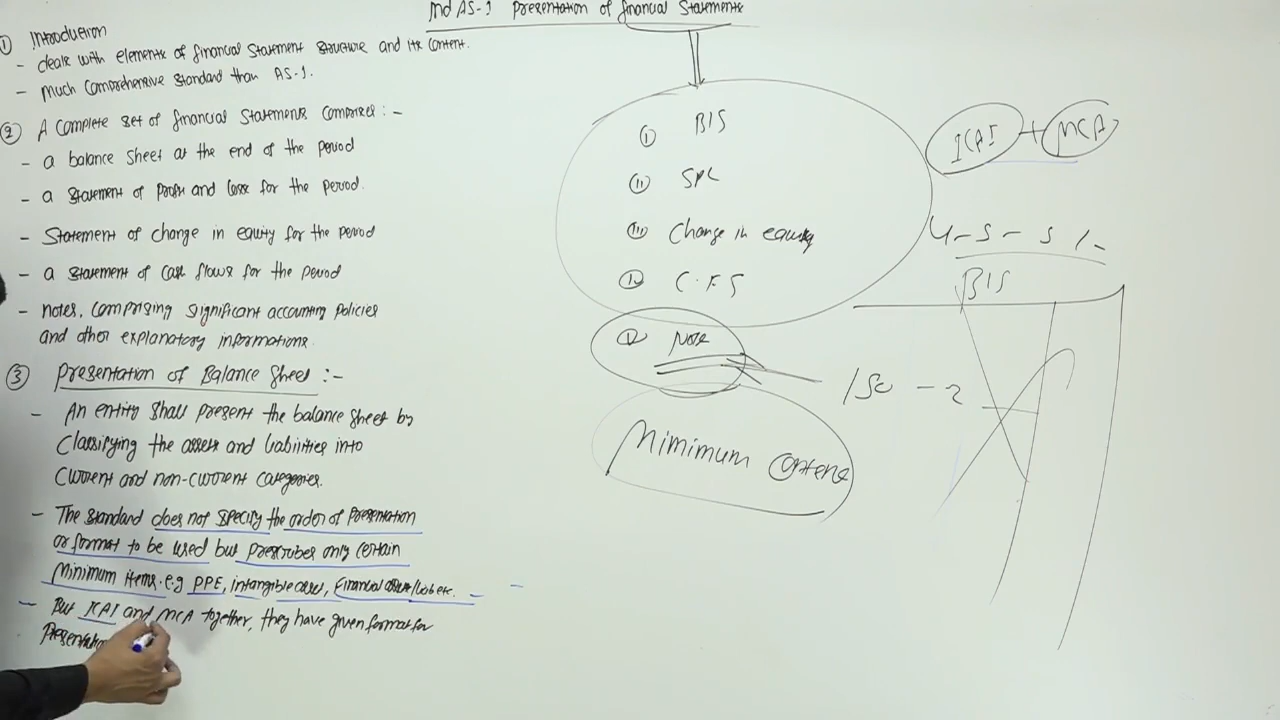 Ind AS-1 Presentation of financial Statements
① Introduction
- deals with elements of financial Statement structure and its content.
- much comprehensive standard than AS-1.
② A complete set of financial Statements comprises :-
- a balance sheet at the end of the period
- a statement of profit and loss for the period.
- Statement of change in equity for the period
- a statement of cash flows for the period
- notes, comprising significant accounting policies
and other explanatory informations.
③ Presentation of Balance Sheet :-
- An entity shall present the balance sheet by
classifying the assets and liabilities into
current and non-current categories.
- The standard does not specify the order of presentation
or format to be used but prescribes only certain
minimum items. e.g PPE, intangible asset, financial asset/liab etc.
- But ICAI and MCA together, they have given format for
Presentation
① B/S
② SPL
③ Change in equity
④ C.F.S
⑤ Note
Minimum Content
ICAI + MCA
B/S